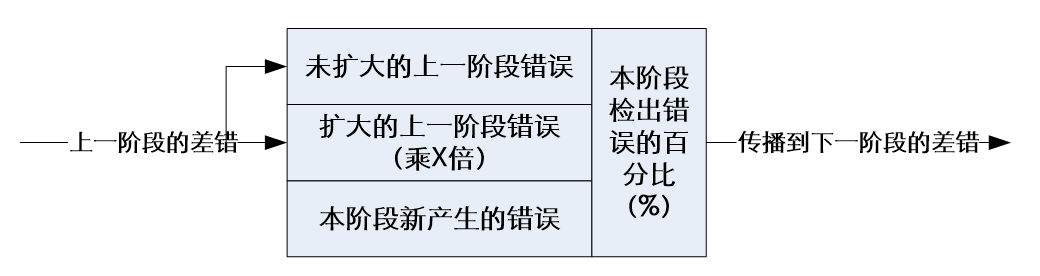 上一阶段的差错
未扩大的上一阶段错误
扩大的上一阶段错误
(乘X倍)
本阶段新产生的错误
本阶段
检出错
误的百
分比
(%)
传播到下一阶段的差错